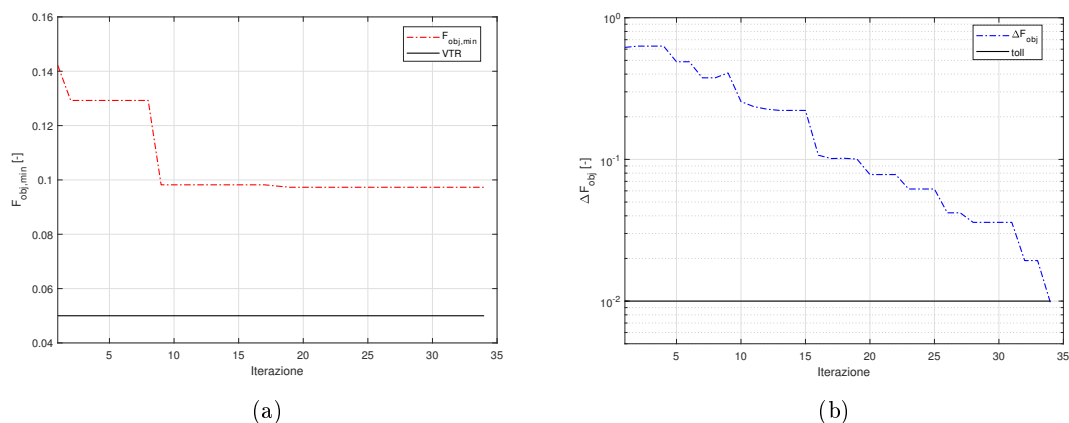 0.16
0.14
0.12
0.1
0.08
0.06
0.04
5 10 15 20 25 30 35
F_obj,min [-]
Iterazione
F_obj,min
VTR
(a)
10^0
10^-1
10^-2
5 10 15 20 25 30 35
ΔF_obj [-]
Iterazione
ΔF_obj
toll
(b)